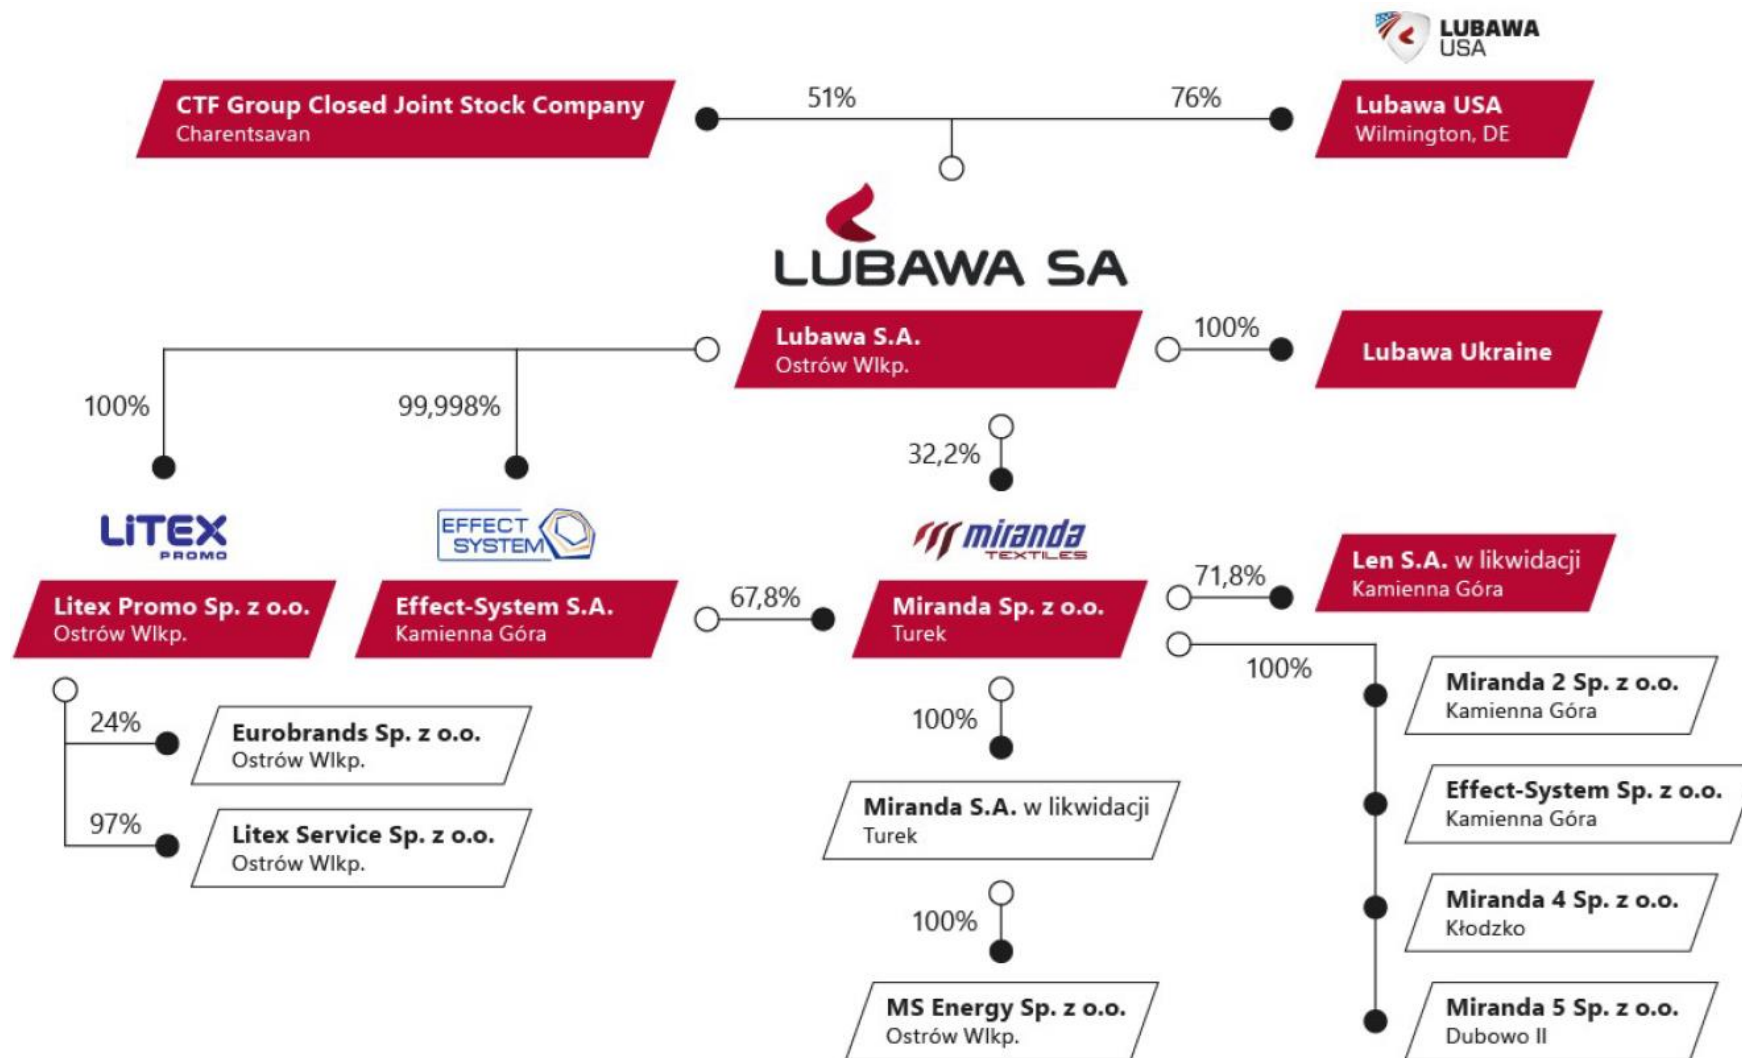 LUBAWA
USA
CTF Group Closed Joint Stock Company
Charentsavan
51%
76%
Lubawa USA
Wilmington, DE
LUBAWA SA
Lubawa S.A.
Ostrów Wlkp.
100%
Lubawa Ukraine
100%
99,998%
32,2%
LiTEX
PROMO
EFFECT
SYSTEM
miranda
TEXTILES
Litex Promo Sp. z o.o.
Ostrów Wlkp.
Effect-System S.A.
Kamienna Góra
67,8%
Miranda Sp. z o.o.
Turek
71,8%
Len S.A. w likwidacji
Kamienna Góra
100%
24%
Eurobrands Sp. z o.o.
Ostrów Wlkp.
97%
Litex Service Sp. z o.o.
Ostrów Wlkp.
100%
Miranda S.A. w likwidacji
Turek
100%
MS Energy Sp. z o.o.
Ostrów Wlkp.
Miranda 2 Sp. z o.o.
Kamienna Góra
Effect-System Sp. z o.o.
Kamienna Góra
Miranda 4 Sp. z o.o.
Kłodzko
Miranda 5 Sp. z o.o.
Dubowo II